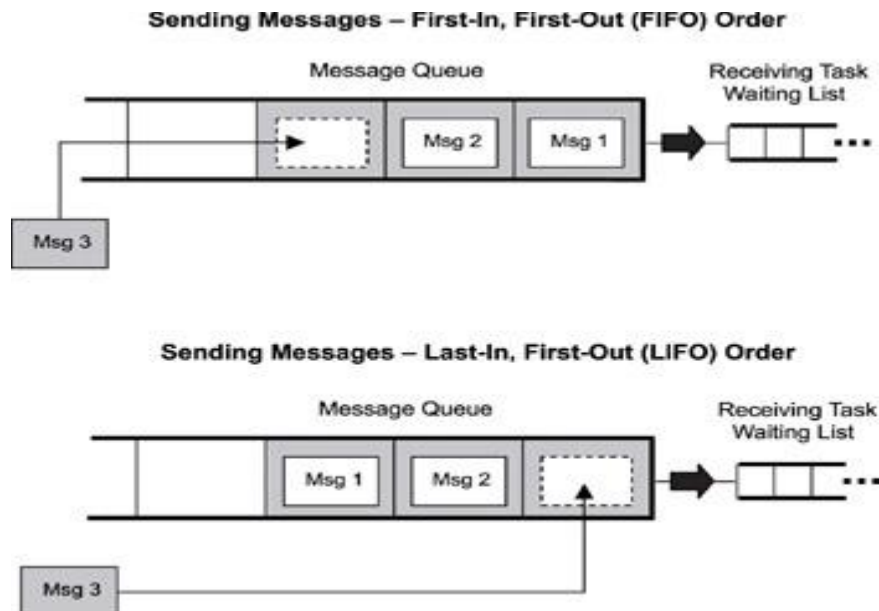 Sending Messages – First-In, First-Out (FIFO) Order
Message Queue
Receiving Task
Waiting List
Msg 2
Msg 1
Msg 3
Sending Messages – Last-In, First-Out (LIFO) Order
Message Queue
Receiving Task
Waiting List
Msg 1
Msg 2
Msg 3